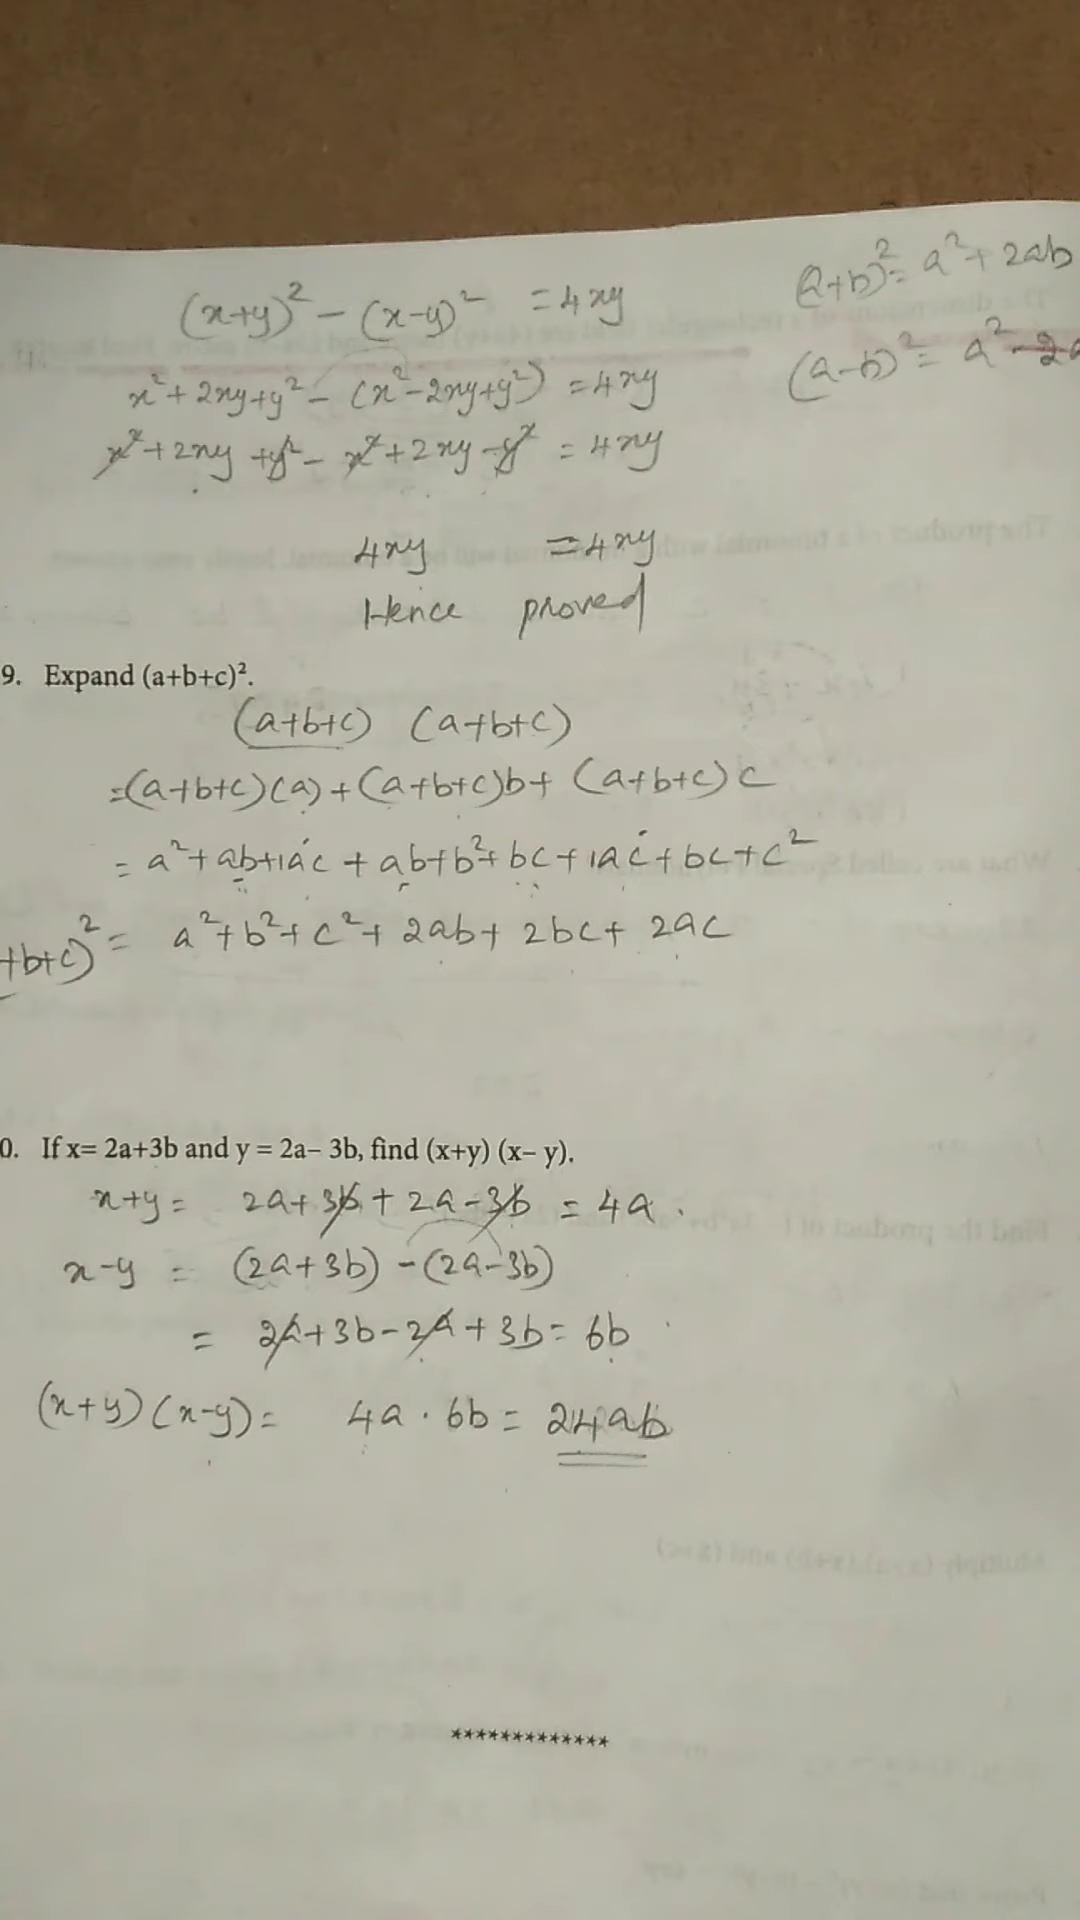 (x+y)² - (x-y)² = 4xy
(a+b)² = a² + 2ab
x² + 2xy + y² - (x² - 2xy + y²) = 4xy
(a-b)² = a² - 2a
x² + 2xy + y² - x² + 2xy - y² = 4xy
4xy = 4xy
Hence proved
9. Expand (a+b+c)².
(a+b+c) (a+b+c)
=(a+b+c)(a) + (a+b+c)b + (a+b+c)c
= a² + ab + ac + ab + b² + bc + ac + bc + c²
+b+c)² = a² + b² + c² + 2ab + 2bc + 2ac
0. If x= 2a+3b and y = 2a– 3b, find (x+y) (x– y).
x+y = 2a + 3b + 2a - 3b = 4a.
x-y = (2a+3b) - (2a-3b)
= 2a + 3b - 2a + 3b = 6b
(x+y)(x-y) = 4a . 6b = 24ab
*************